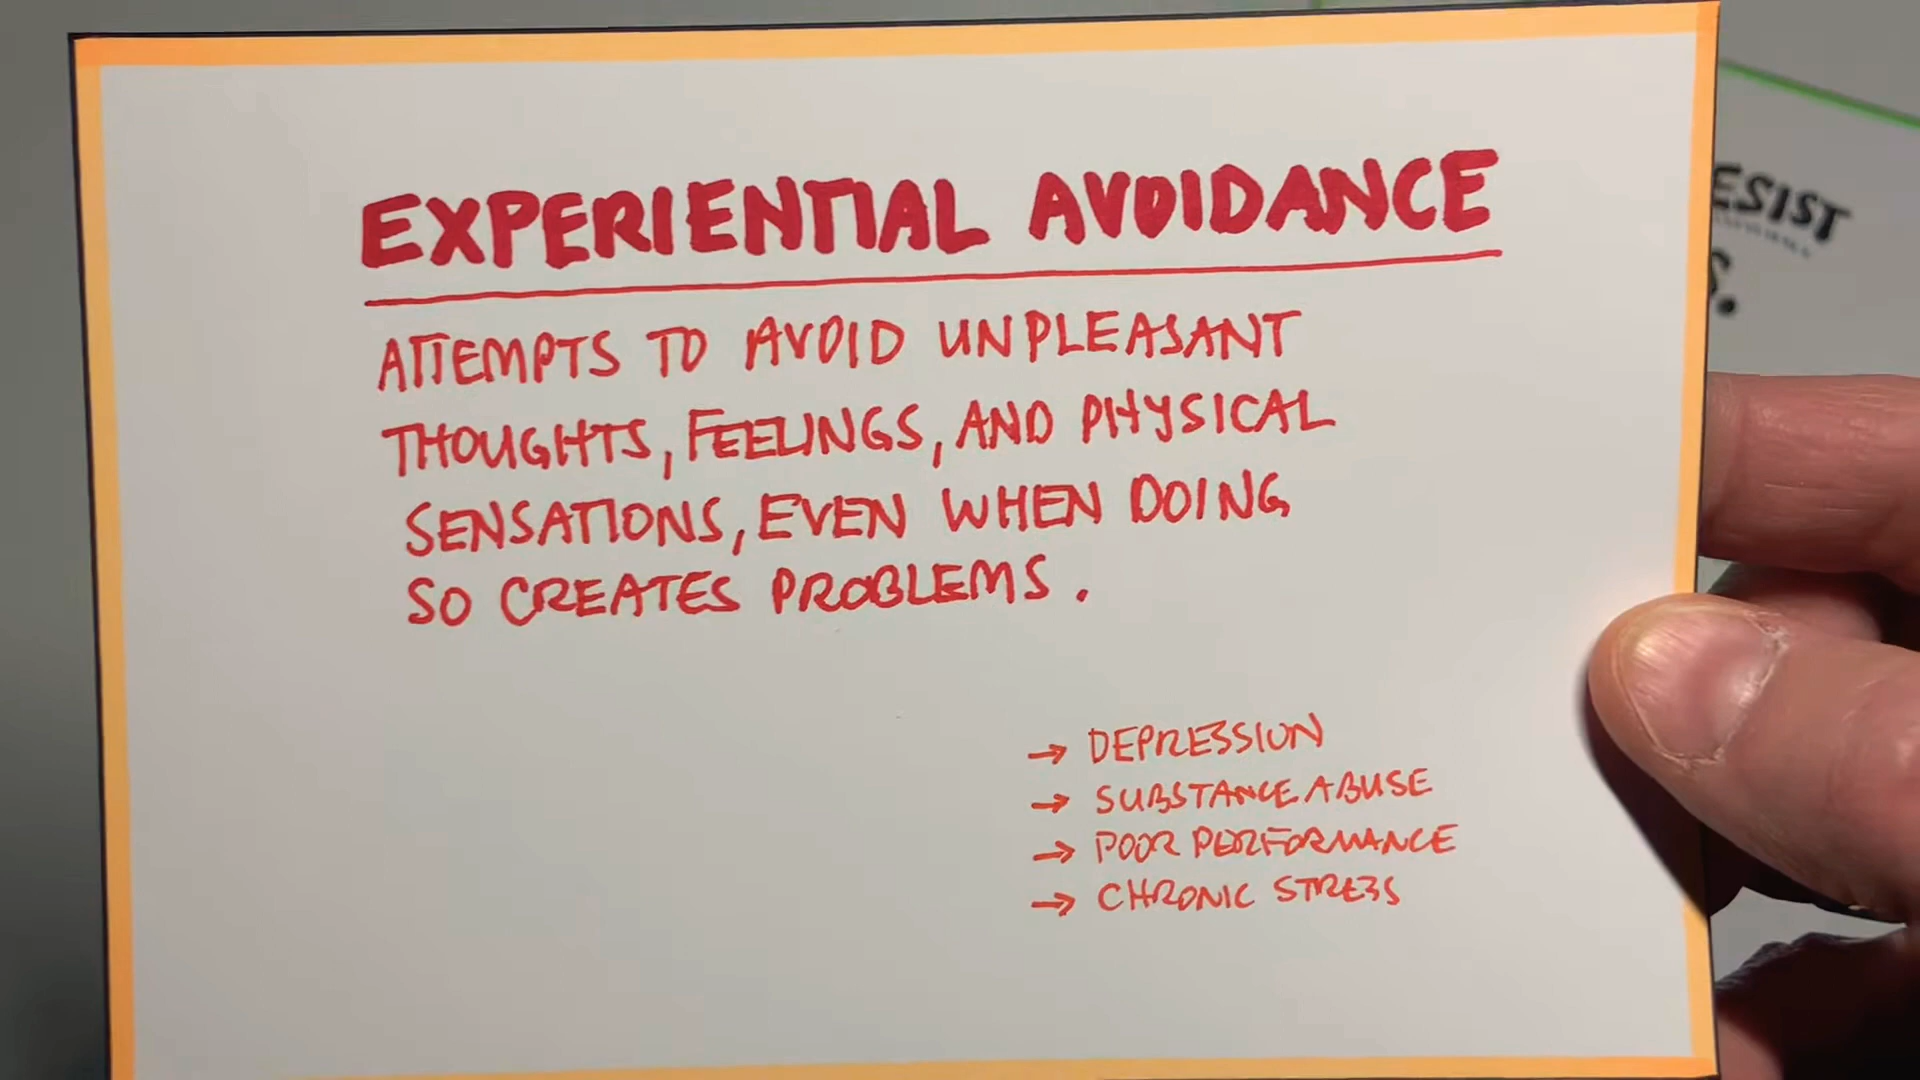 EXPERIENTIAL AVOIDANCE
ATTEMPTS TO AVOID UNPLEASANT
THOUGHTS, FEELINGS, AND PHYSICAL
SENSATIONS, EVEN WHEN DOING
SO CREATES PROBLEMS.
→ DEPRESSION
→ SUBSTANCE ABUSE
→ POOR PERFORMANCE
→ CHRONIC STRESS
ESIST
S.